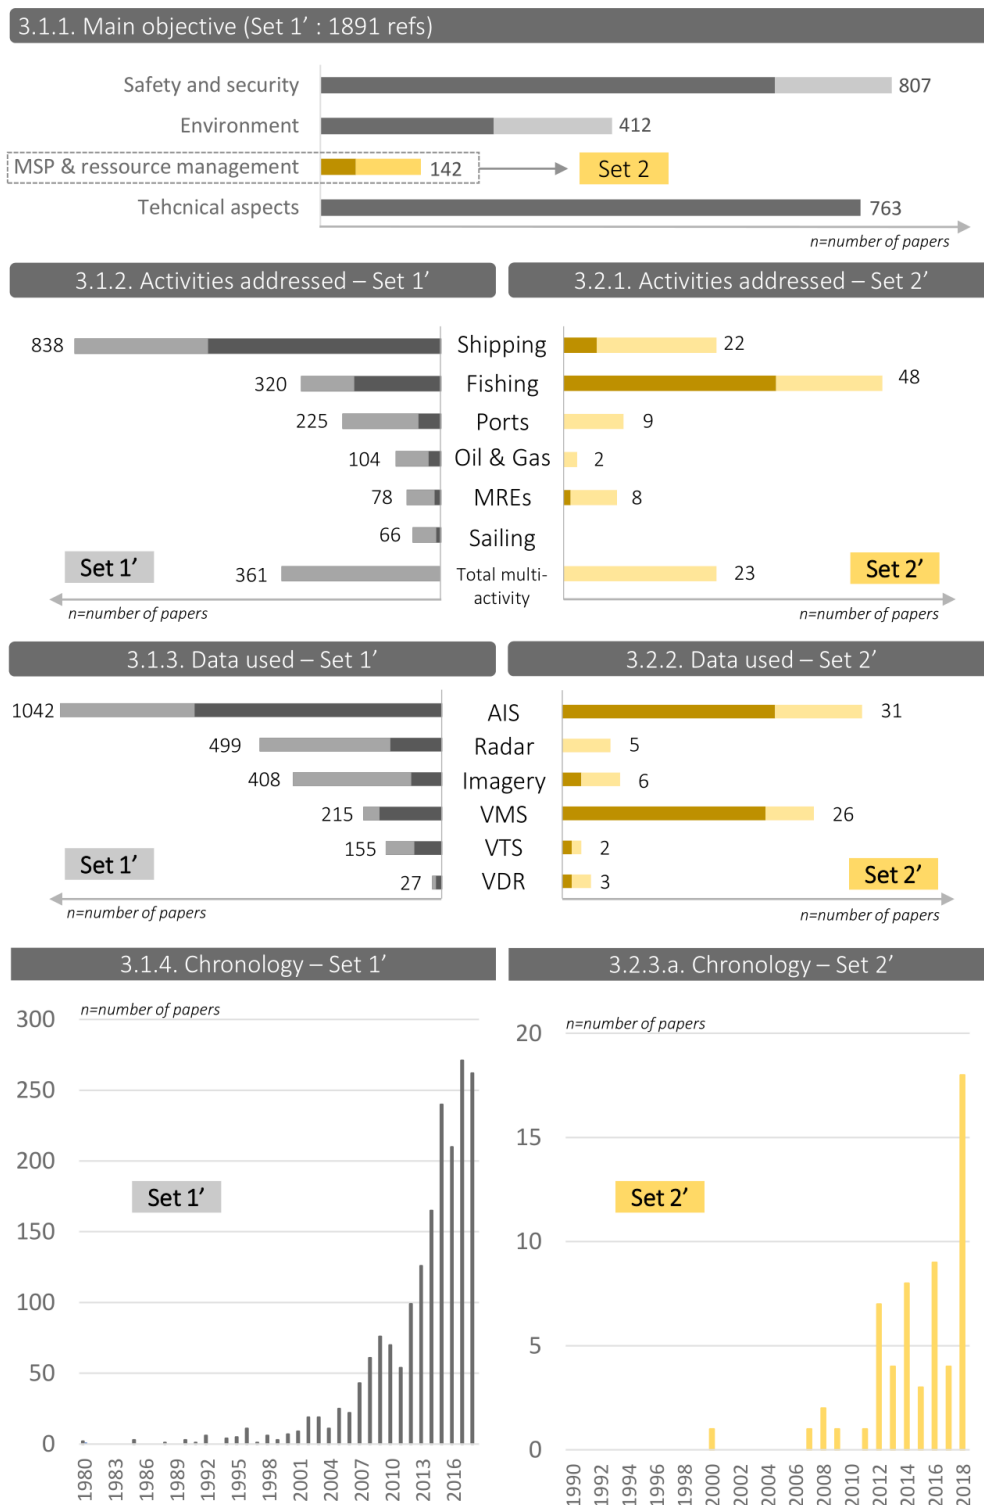 3.1.1. Main objective (Set 1’ : 1891 refs)
Safety and security 807
Environment 412
MSP & ressource management 142 Set 2
Tehcnical aspects 763
n=number of papers
3.1.2. Activities addressed – Set 1’ 3.2.1. Activities addressed – Set 2’
838 Shipping 22
320 Fishing 48
225 Ports 9
104 Oil & Gas 2
78 MREs 8
66 Sailing
Set 1’ Set 2’
361 Total multi- 23
activity
n=number of papers n=number of papers
3.1.3. Data used – Set 1’ 3.2.2. Data used – Set 2’
1042 AIS 31
499 Radar 5
408 Imagery 6
215 VMS 26
155 VTS 2
Set 1’ Set 2’
27 VDR 3
n=number of papers n=number of papers
3.1.4. Chronology – Set 1’ 3.2.3.a. Chronology – Set 2’
n=number of papers
300
250
200
150
100
50
0
Set 1’
1980 1983 1986 1989 1992 1995 1998 2001 2004 2007 2010 2013 2016
n=number of papers
20
15
10
5
0
Set 2’
1990 1992 1994 1996 1998 2000 2002 2004 2006 2008 2010 2012 2014 2016 2018